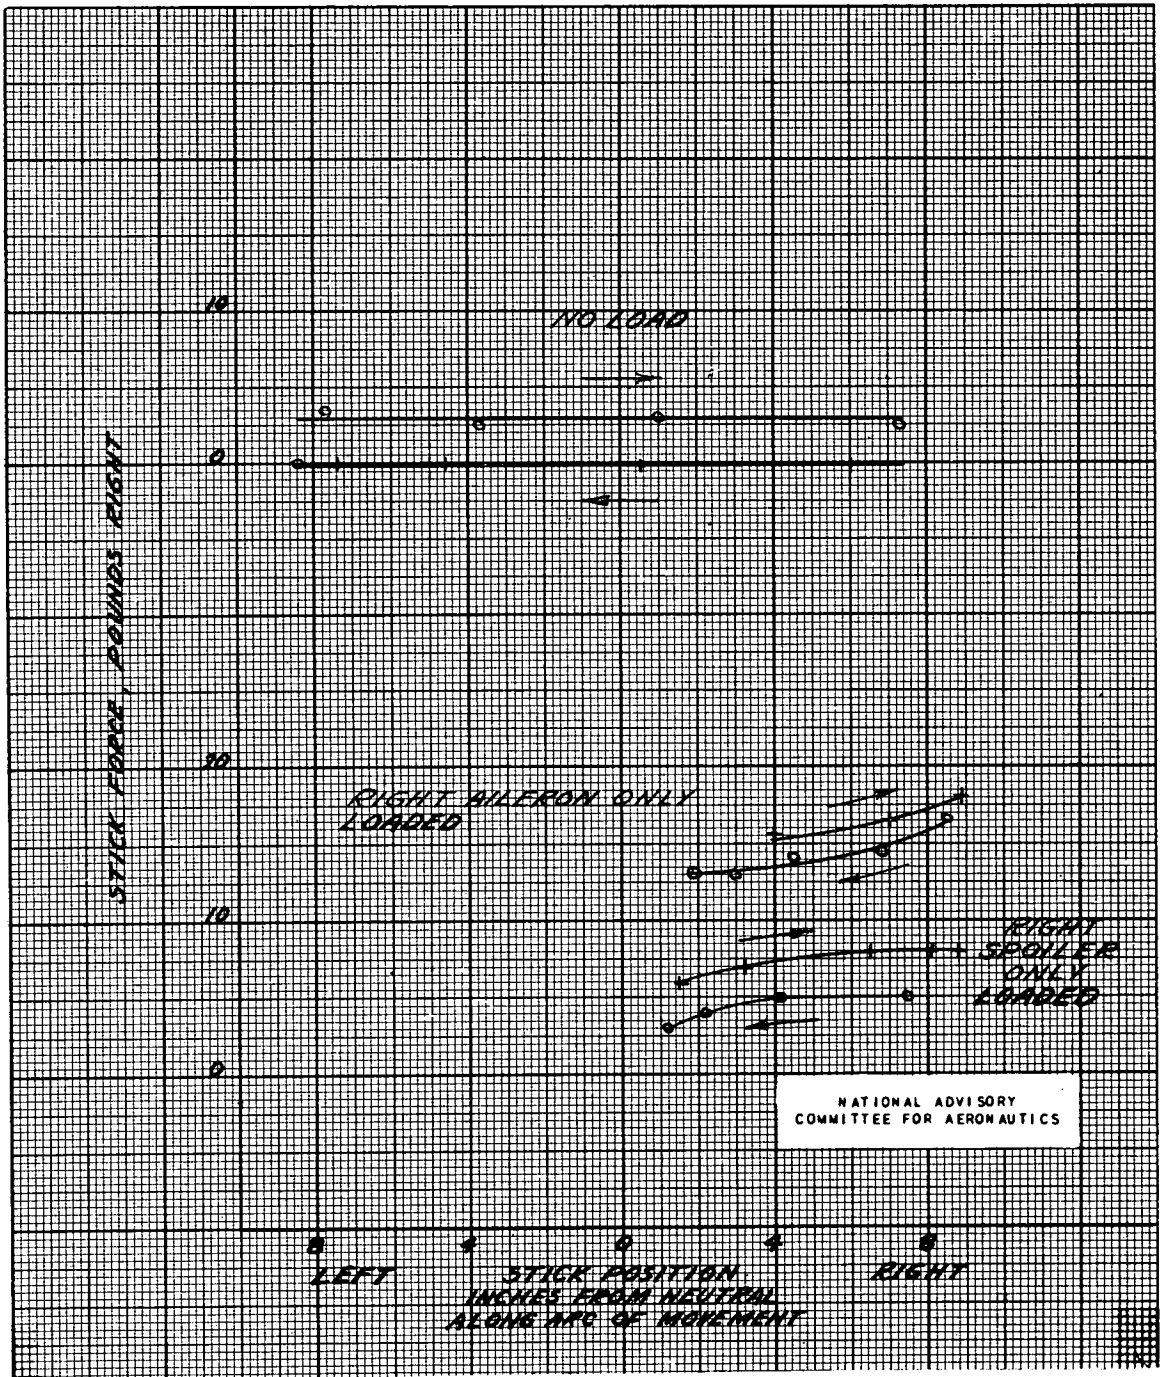 10
NO LOAD
0
STICK FORCE, POUNDS RIGHT
20
RIGHT AILERON ONLY
LOADED
10
RIGHT
SPOILER
ONLY
LOADED
0
NATIONAL ADVISORY
COMMITTEE FOR AERONAUTICS
8 4 0 4 8
LEFT RIGHT
STICK POSITION
INCHES FROM NEUTRAL
ALONG ARC OF MOVEMENT